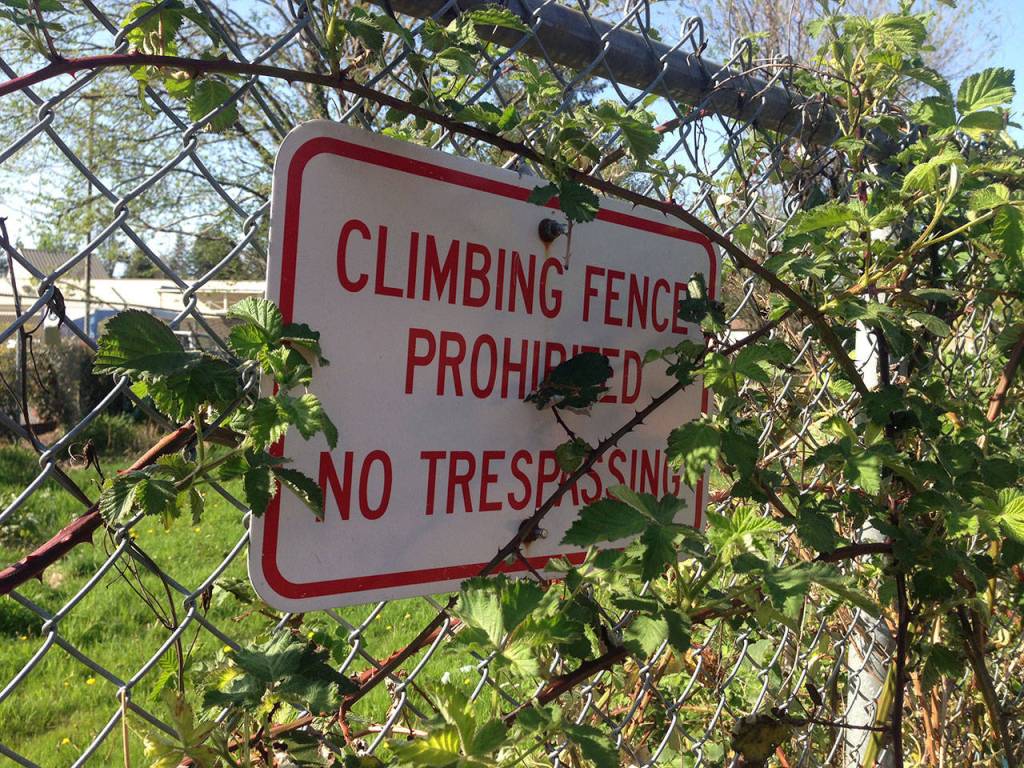 CLIMBING FENCE
PROHIBITED
NO TRESPASSING